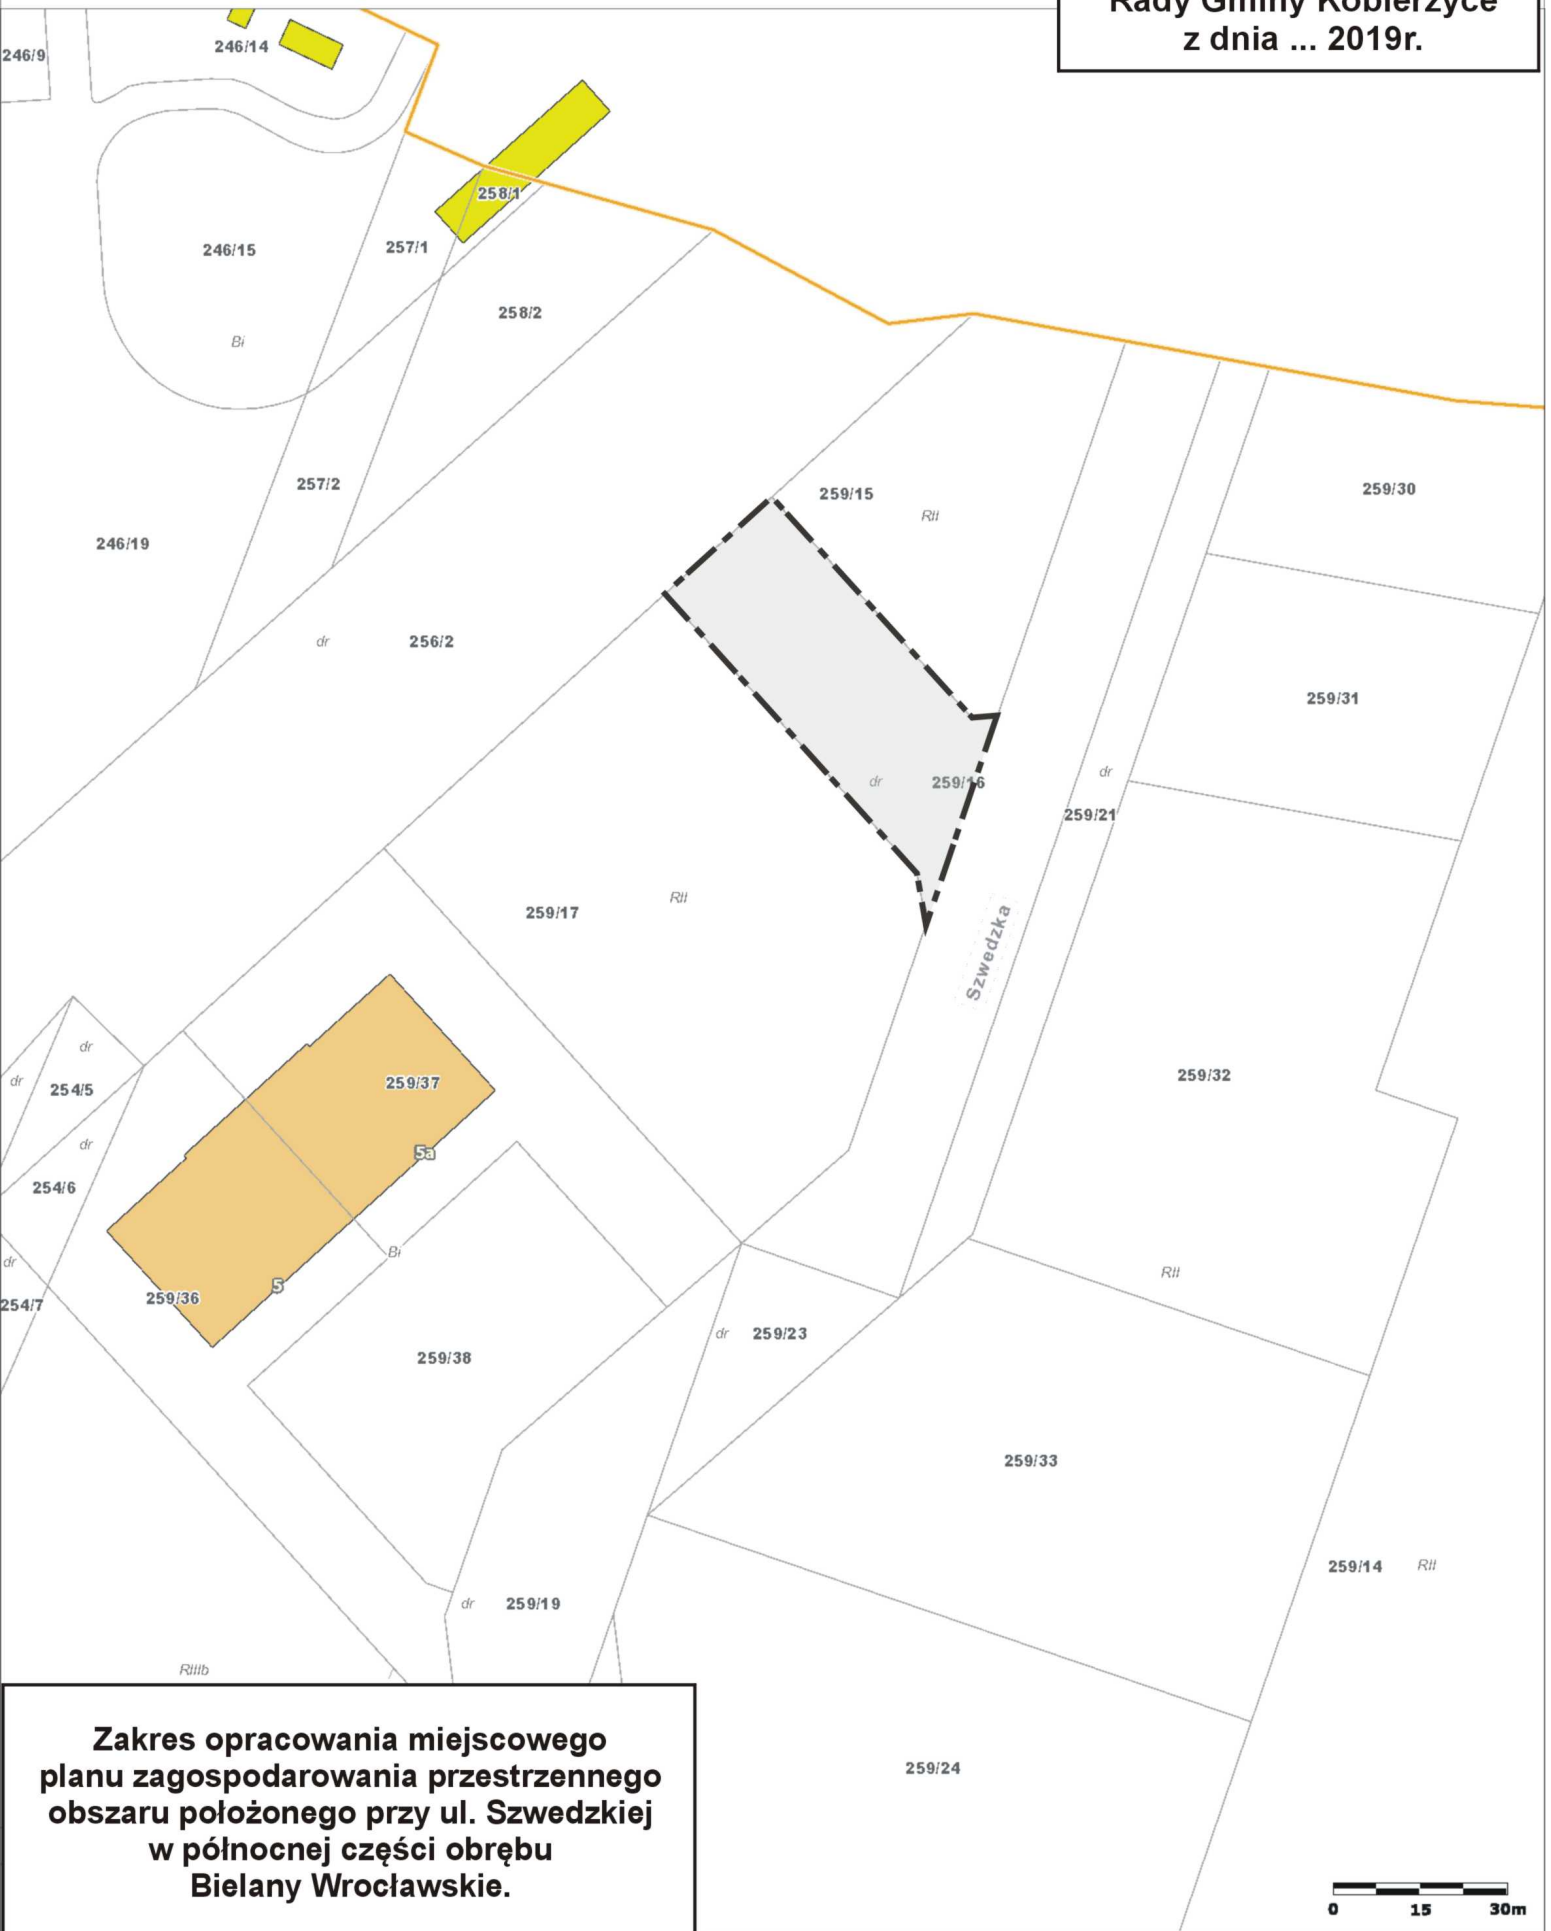 Rady Gminy Kobierzyce
z dnia ... 2019r.
246/9
246/14
258/1
246/15
257/1
258/2
Bi
257/2
259/15
RII
259/30
246/19
dr
256/2
259/31
dr
259/16
dr
259/21
259/17
RII
Szwedzka
dr
dr
254/5
259/37
259/32
dr
5a
254/6
Bi
dr
5
259/36
254/7
RII
dr
259/23
259/38
259/33
259/14
RII
dr
259/19
RIIIb
Zakres opracowania miejscowego
planu zagospodarowania przestrzennego
obszaru położonego przy ul. Szwedzkiej
w północnej części obrębu
Bielany Wrocławskie.
259/24
0 15 30m